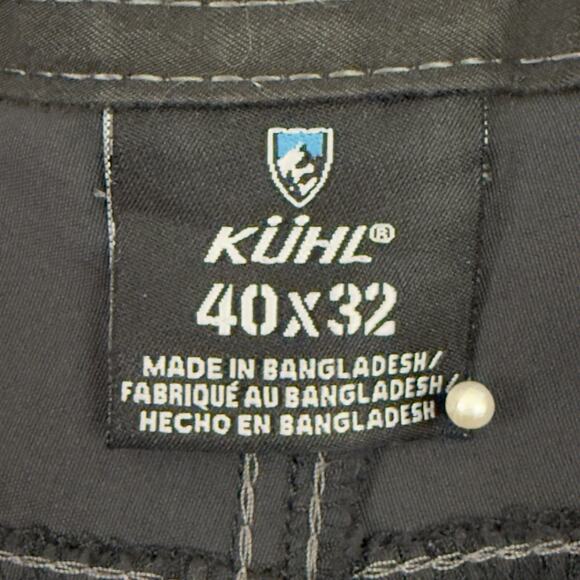 KÜHL®
40X32
MADE IN BANGLADESH/
FABRIQUÉ AU BANGLADESH/
HECHO EN BANGLADESH